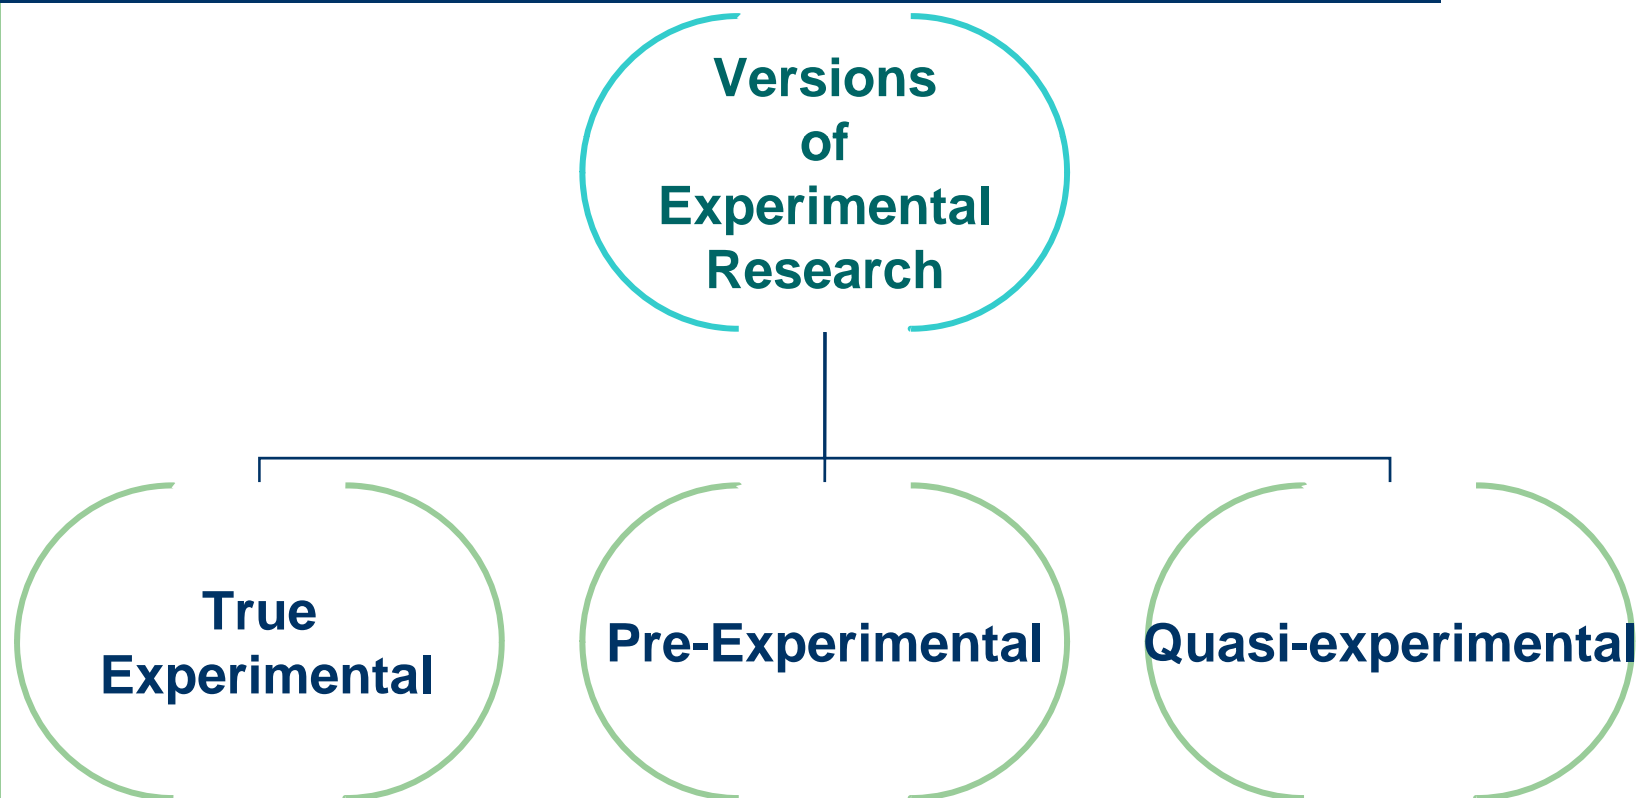 Versions
of
Experimental
Research
True
Experimental
Pre-Experimental
Quasi-experimental